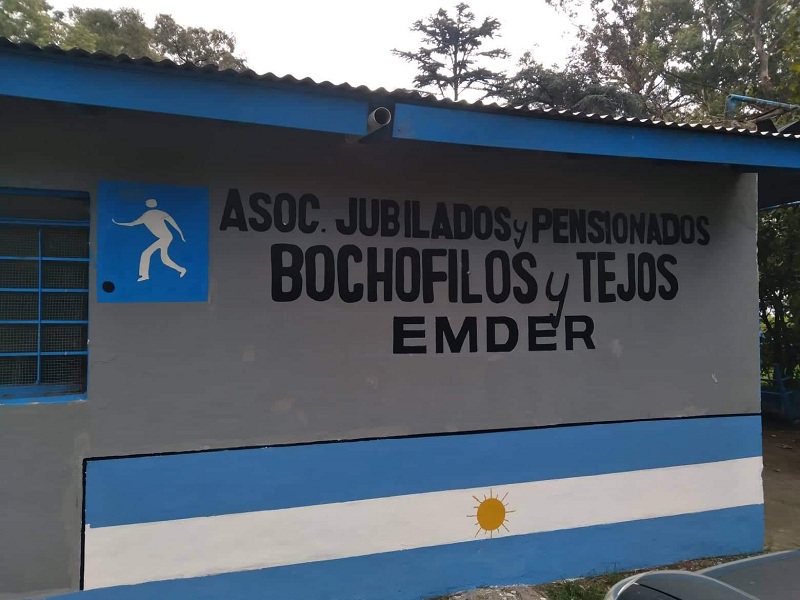 ASOC. JUBILADOS y PENSIONADOS
BOCHOFILOS y TEJOS
EMDER